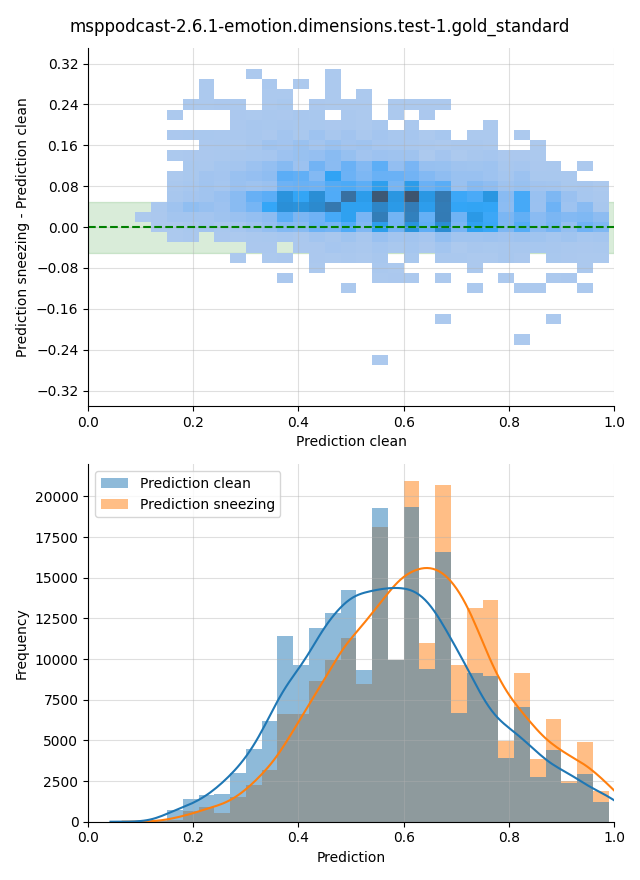 msppodcast-2.6.1-emotion.dimensions.test-1.gold_standard
Prediction sneezing - Prediction clean
0.32
0.24
0.16
0.08
0.00
−0.08
−0.16
−0.24
−0.32
0.0 0.2 0.4 0.6 0.8 1.0
Prediction clean
Prediction clean
Prediction sneezing
Frequency
20000
17500
15000
12500
10000
7500
5000
2500
0
0.0 0.2 0.4 0.6 0.8 1.0
Prediction